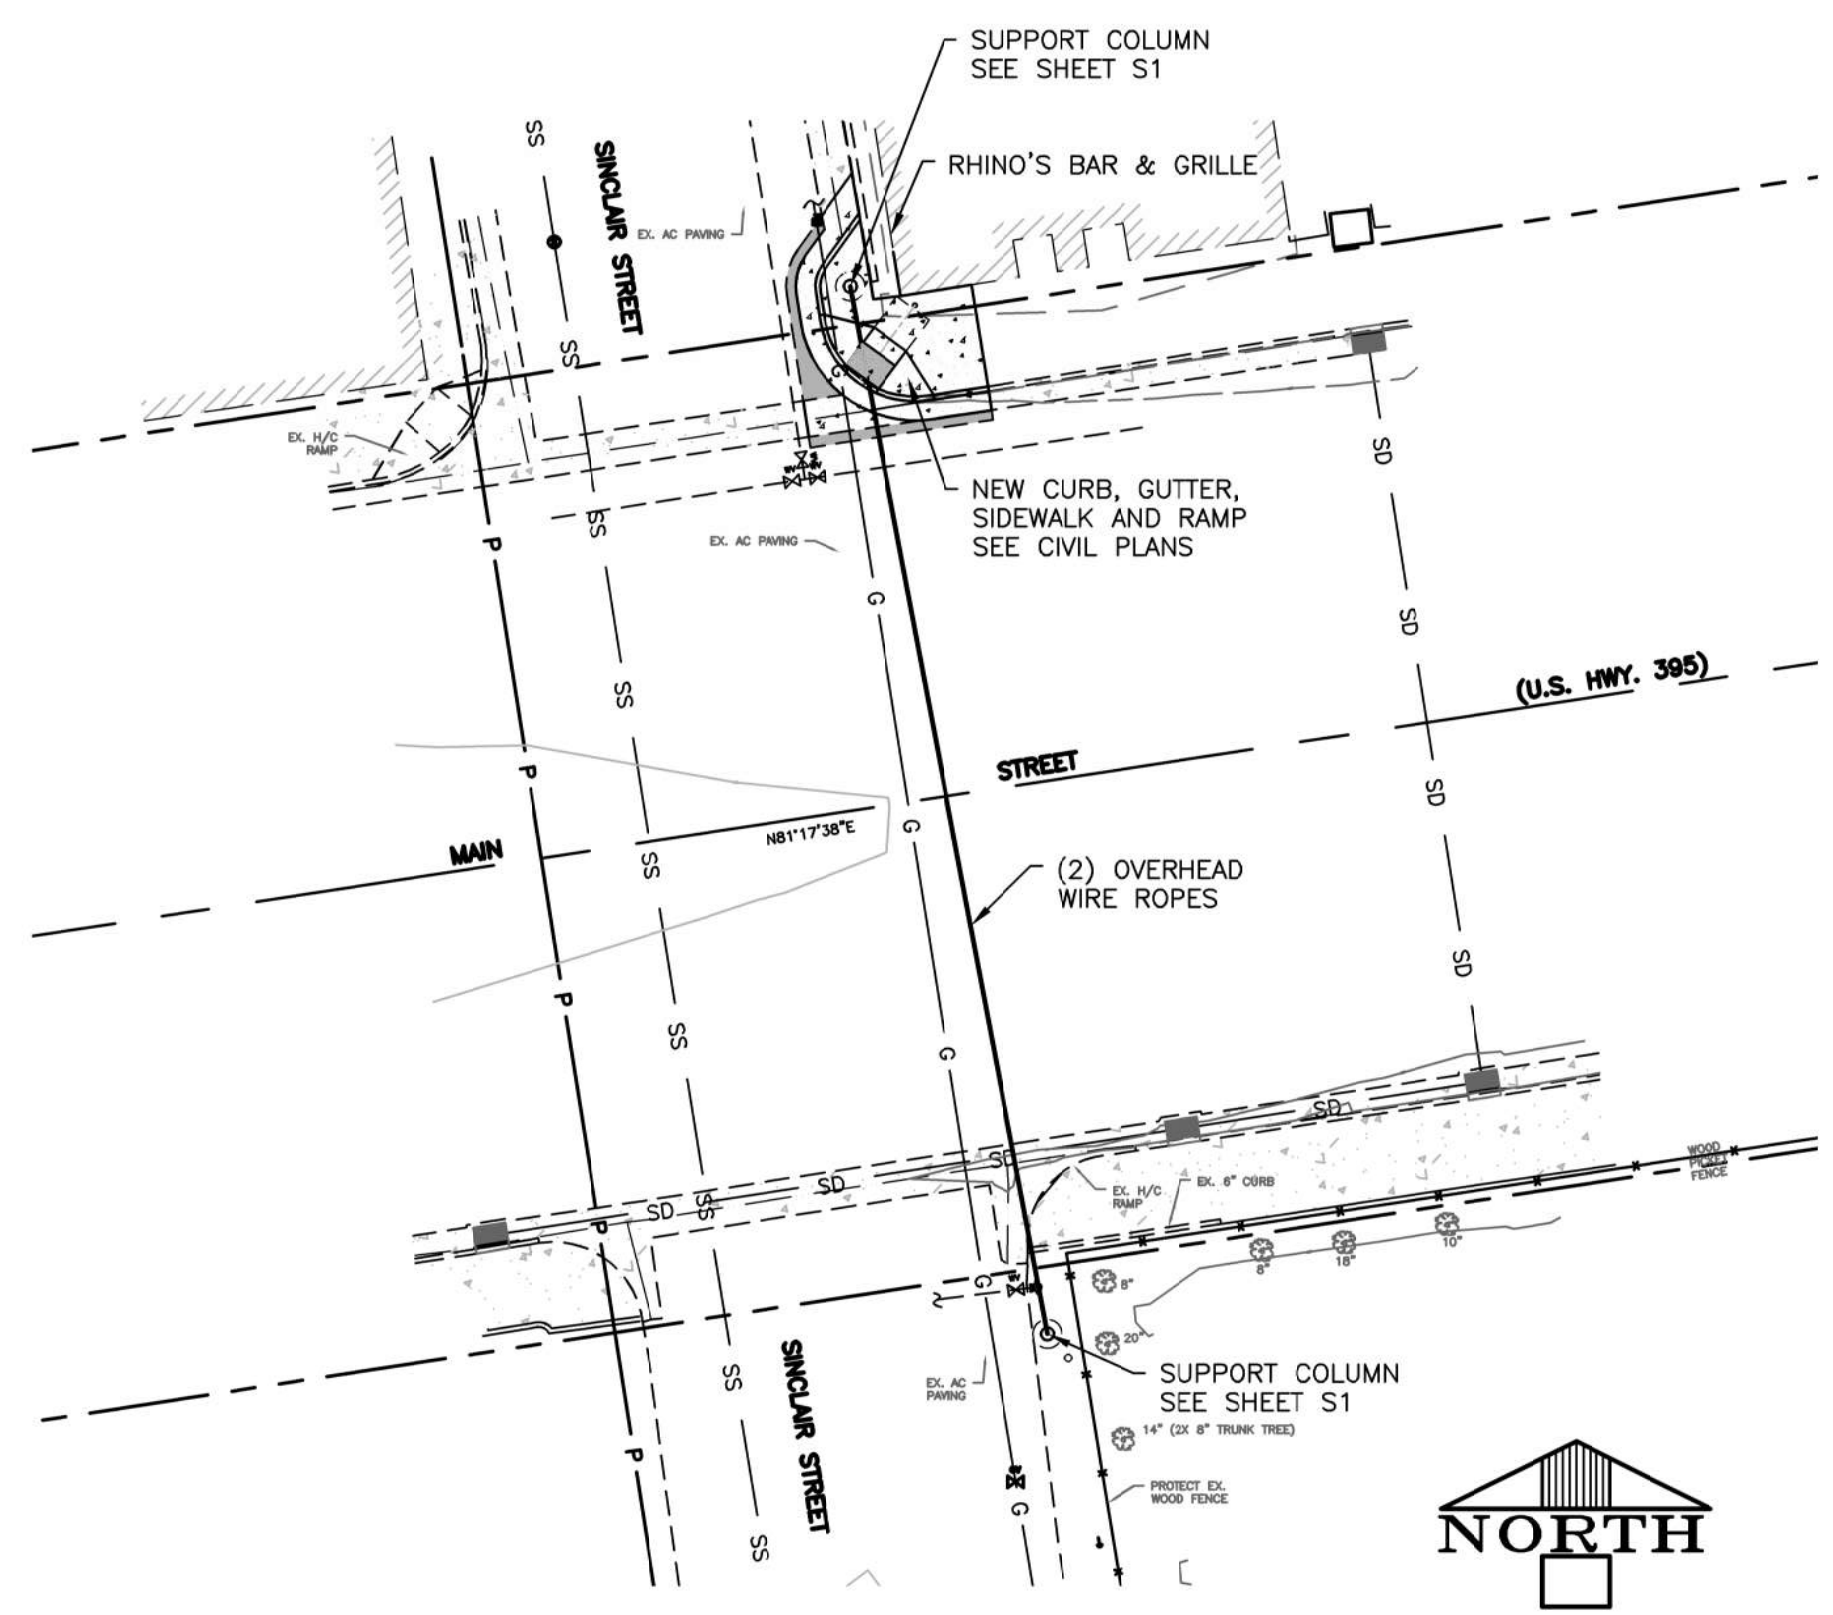 SUPPORT COLUMN
SEE SHEET S1
RHINO'S BAR & GRILLE
SS
SINCLAIR STREET
EX. AC PAVING
SS
EX. H/C
RAMP
G
SD
NEW CURB, GUTTER,
SIDEWALK AND RAMP
SEE CIVIL PLANS
SS
P
EX. AC PAVING
G
SD
SS
(U.S. HWY. 395)
STREET
P
SD
G
N81°17'38"E
MAIN
SS
(2) OVERHEAD
WIRE ROPES
SD
P
SS
G
SD
WOOD
PICKET
FENCE
SD
SD
EX. H/C
RAMP
EX. 6" CURB
SS
SD
P
10"
18"
8"
G
8"
20"
SINCLAIR STREET
SS
EX. AC
PAVING
SUPPORT COLUMN
SEE SHEET S1
14" (2X 8" TRUNK TREE)
P
PROTECT EX.
WOOD FENCE
G
SS
NORTH